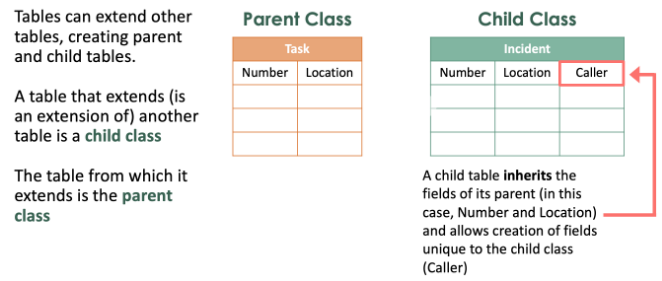 Tables can extend other
tables, creating parent
and child tables.
A table that extends (is
an extension of) another
table is a child class
The table from which it
extends is the parent
class
Parent Class
Task
Number Location
Child Class
Incident
Number Location Caller
A child table inherits the
fields of its parent (in this
case, Number and Location)
and allows creation of fields
unique to the child class
(Caller)